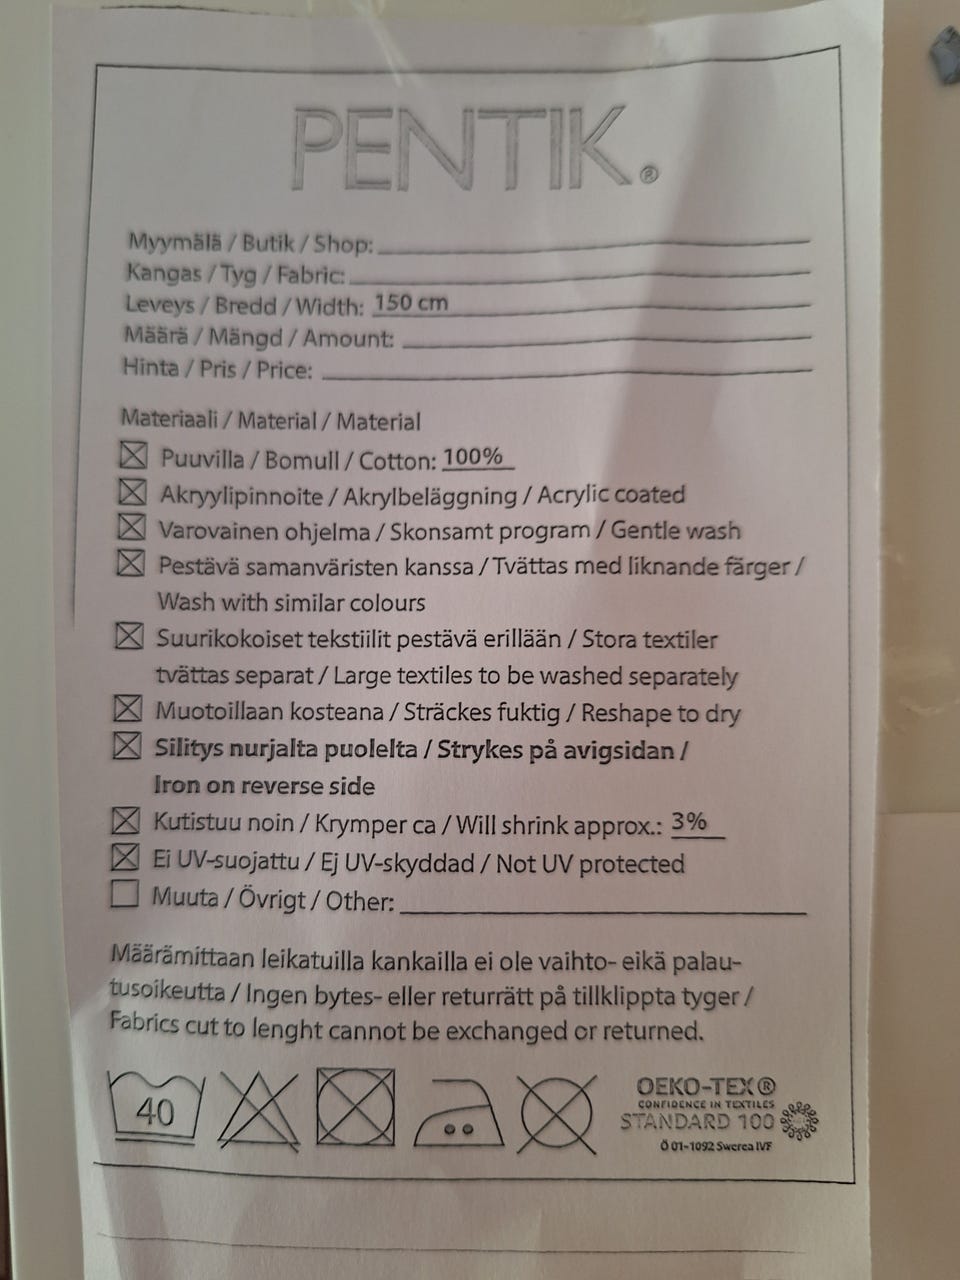 PENTIK®
Myymälä / Butik / Shop:
Kangas / Tyg / Fabric:
Leveys / Bredd / Width: 150 cm
Määrä / Mängd / Amount:
Hinta / Pris / Price:
Materiaali / Material / Material
Puuvilla / Bomull / Cotton: 100%
Akryylipinnoite / Akrylbeläggning / Acrylic coated
Varovainen ohjelma / Skonsamt program / Gentle wash
Pestävä samanväristen kanssa / Tvättas med liknande färger /
Wash with similar colours
Suurikokoiset tekstiilit pestävä erillään / Stora textiler
tvättas separat / Large textiles to be washed separately
Muotoillaan kosteana / Sträckes fuktig / Reshape to dry
Silitys nurjalta puolelta / Strykes på avigsidan /
Iron on reverse side
Kutistuu noin / Krymper ca / Will shrink approx.: 3%
Ei UV-suojattu / Ej UV-skyddad / Not UV protected
Muuta / Övrigt / Other:
Määrämittaan leikatuilla kankailla ei ole vaihto- eikä palau-
tusoikeutta / Ingen bytes- eller returrätt på tillklippta tyger /
Fabrics cut to lenght cannot be exchanged or returned.
40
OEKO-TEX®
CONFIDENCE IN TEXTILES
STANDARD 100
Ö 01-1092 Swerea IVF